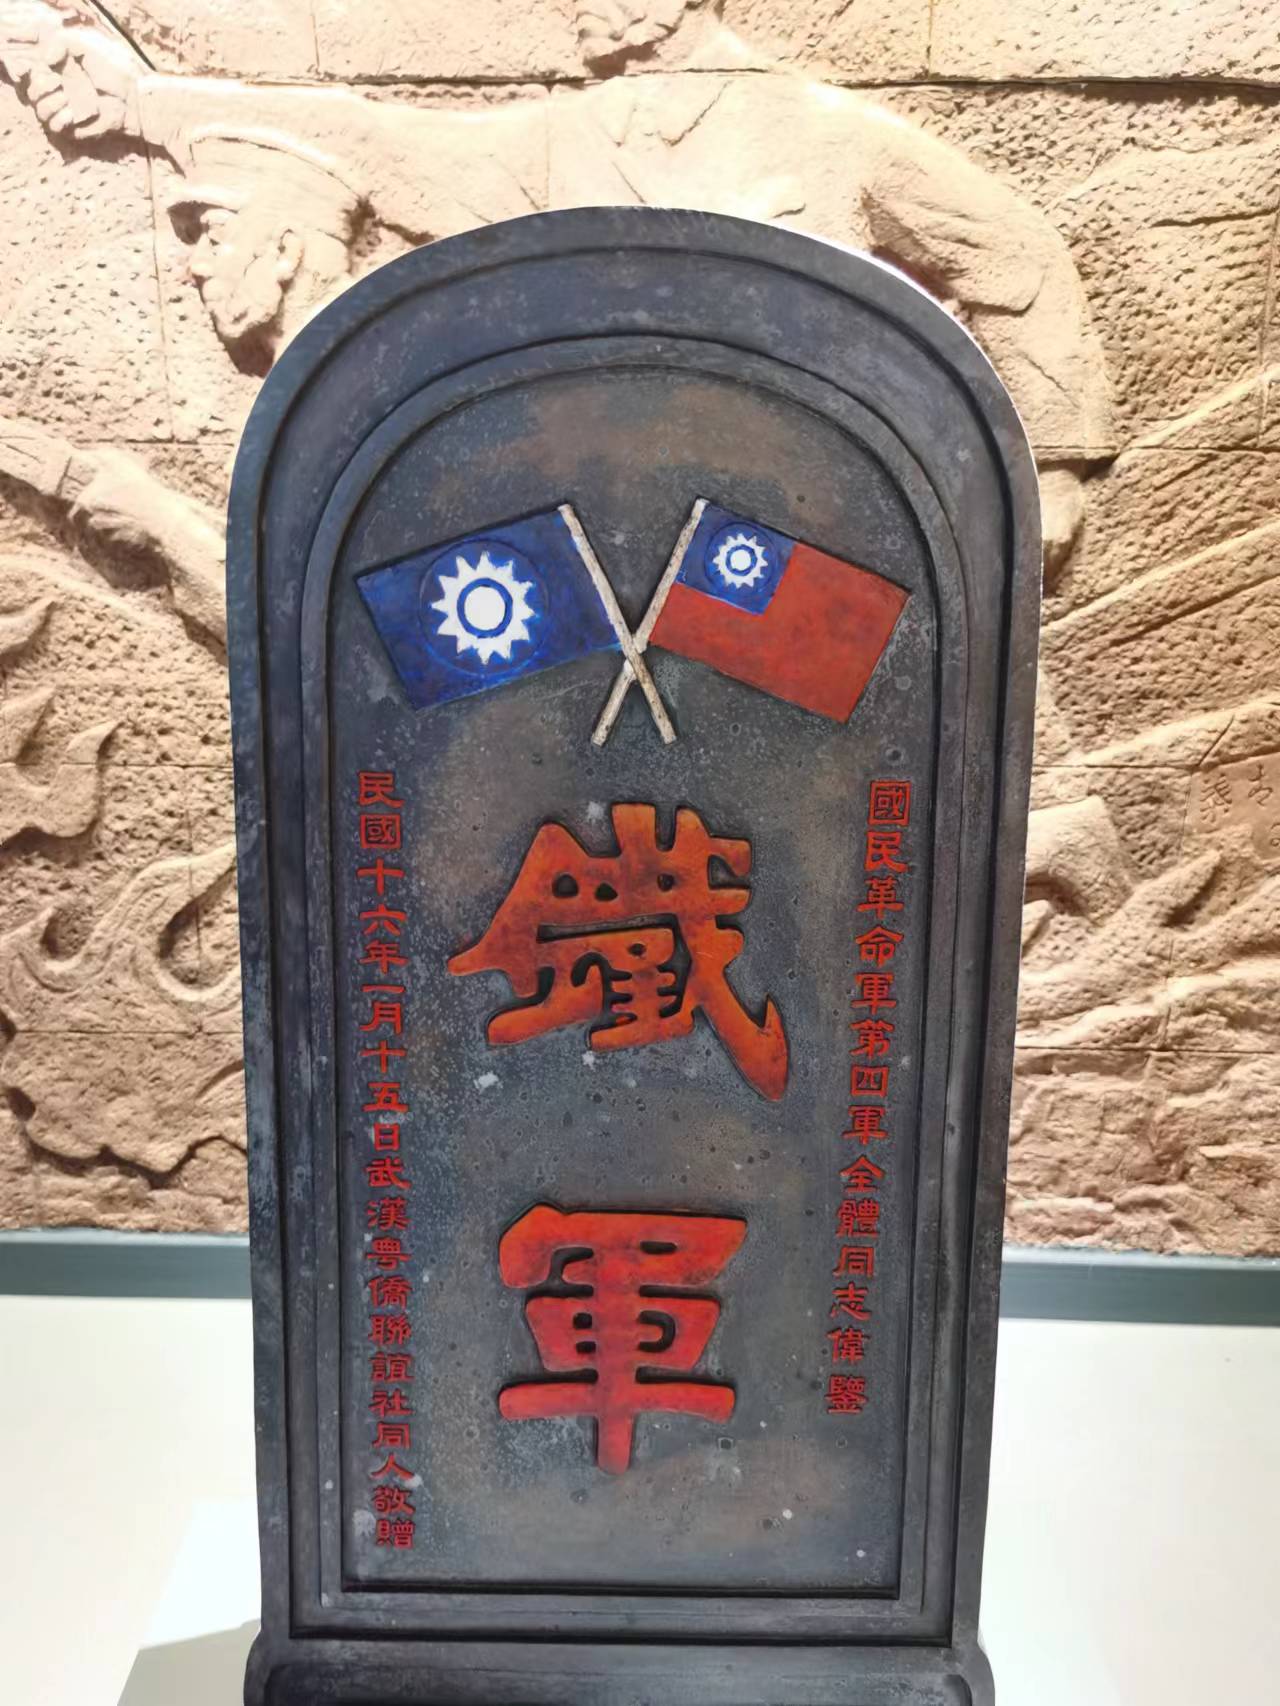 國民革命軍第四軍全體同志偉鑒
鐵軍
民國十六年一月十五日武漢粵僑聯誼社同人敬贈